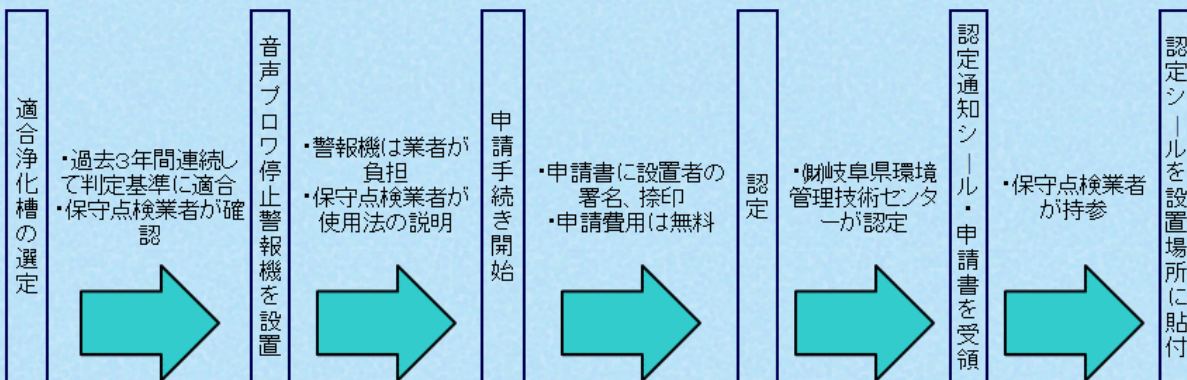 適合浄化槽の選定
・過去3年間連続し
て判定基準に適合
・保守点検業者が確
認
音声ブロワ停止警報機を設置
・警報機は業者が
負担
・保守点検業者が
使用法の説明
申請手続き開始
・申請書に設置者の
署名、捺印
・申請費用は無料
認定
・㈶岐阜県環境
管理技術センタ
ーが認定
認定通知シール・申請書を受領
・保守点検業者
が持参
認定シールを設置場所に貼付